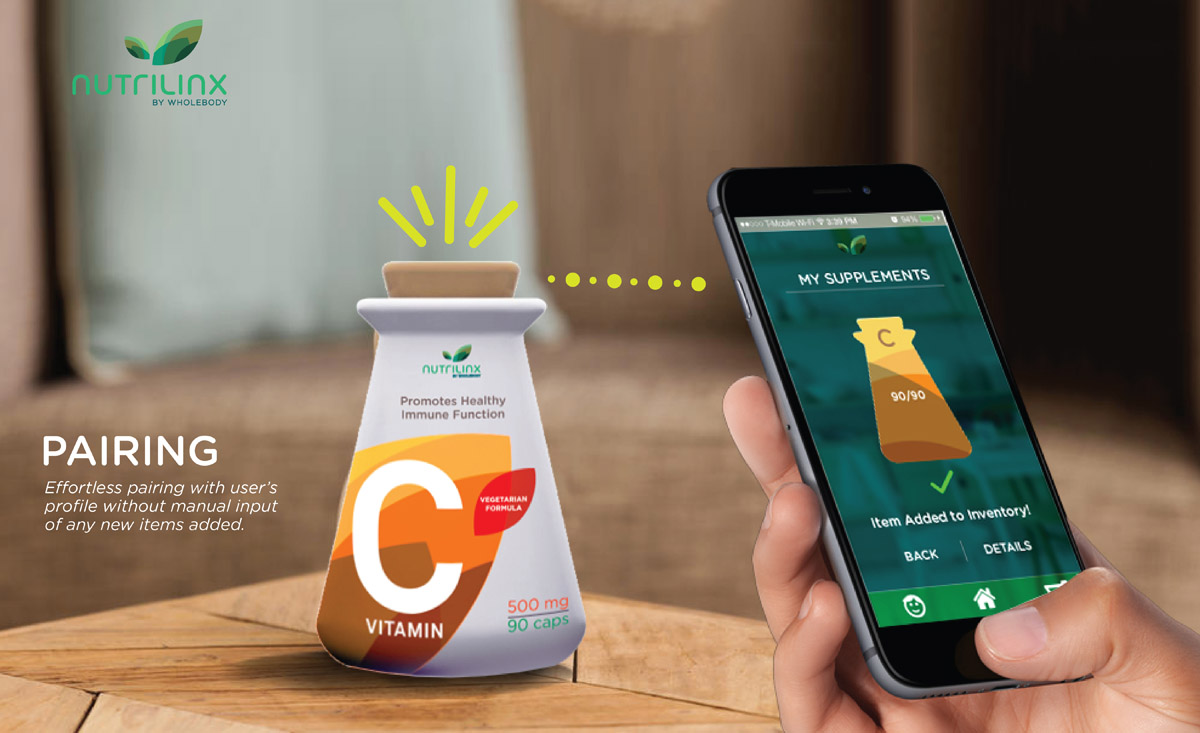 NUTRILINX
BY WHOLEBODY
T-Mobile Wi-Fi 3:39 PM 94%
MY SUPPLEMENTS
C
90/90
NUTRILINX
BY WHOLEBODY
Promotes Healthy
Immune Function
PAIRING
Effortless pairing with user's
profile without manual input
of any new items added.
C
VEGETARIAN
FORMULA
VITAMIN
500 mg
90 caps
Item Added to Inventory!
BACK
DETAILS